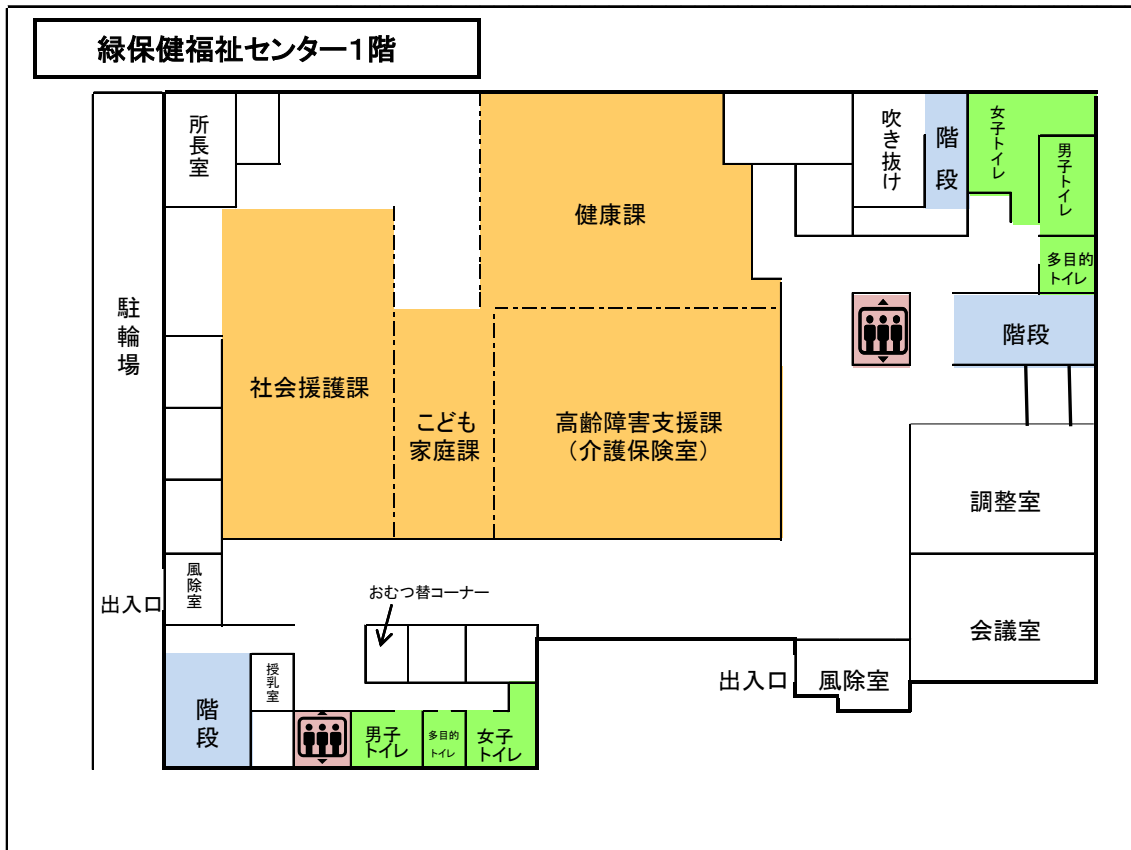 緑保健福祉センター1階
所長室
吹き抜け
階段
女子トイレ
男子トイレ
健康課
多目的
トイレ
駐輪場
階段
社会援護課
こども
家庭課
高齢障害支援課
（介護保険室）
調整室
風除室
出入口
おむつ替コーナー
会議室
授乳室
出入口
風除室
階段
男子
トイレ
多目的
トイレ
女子
トイレ